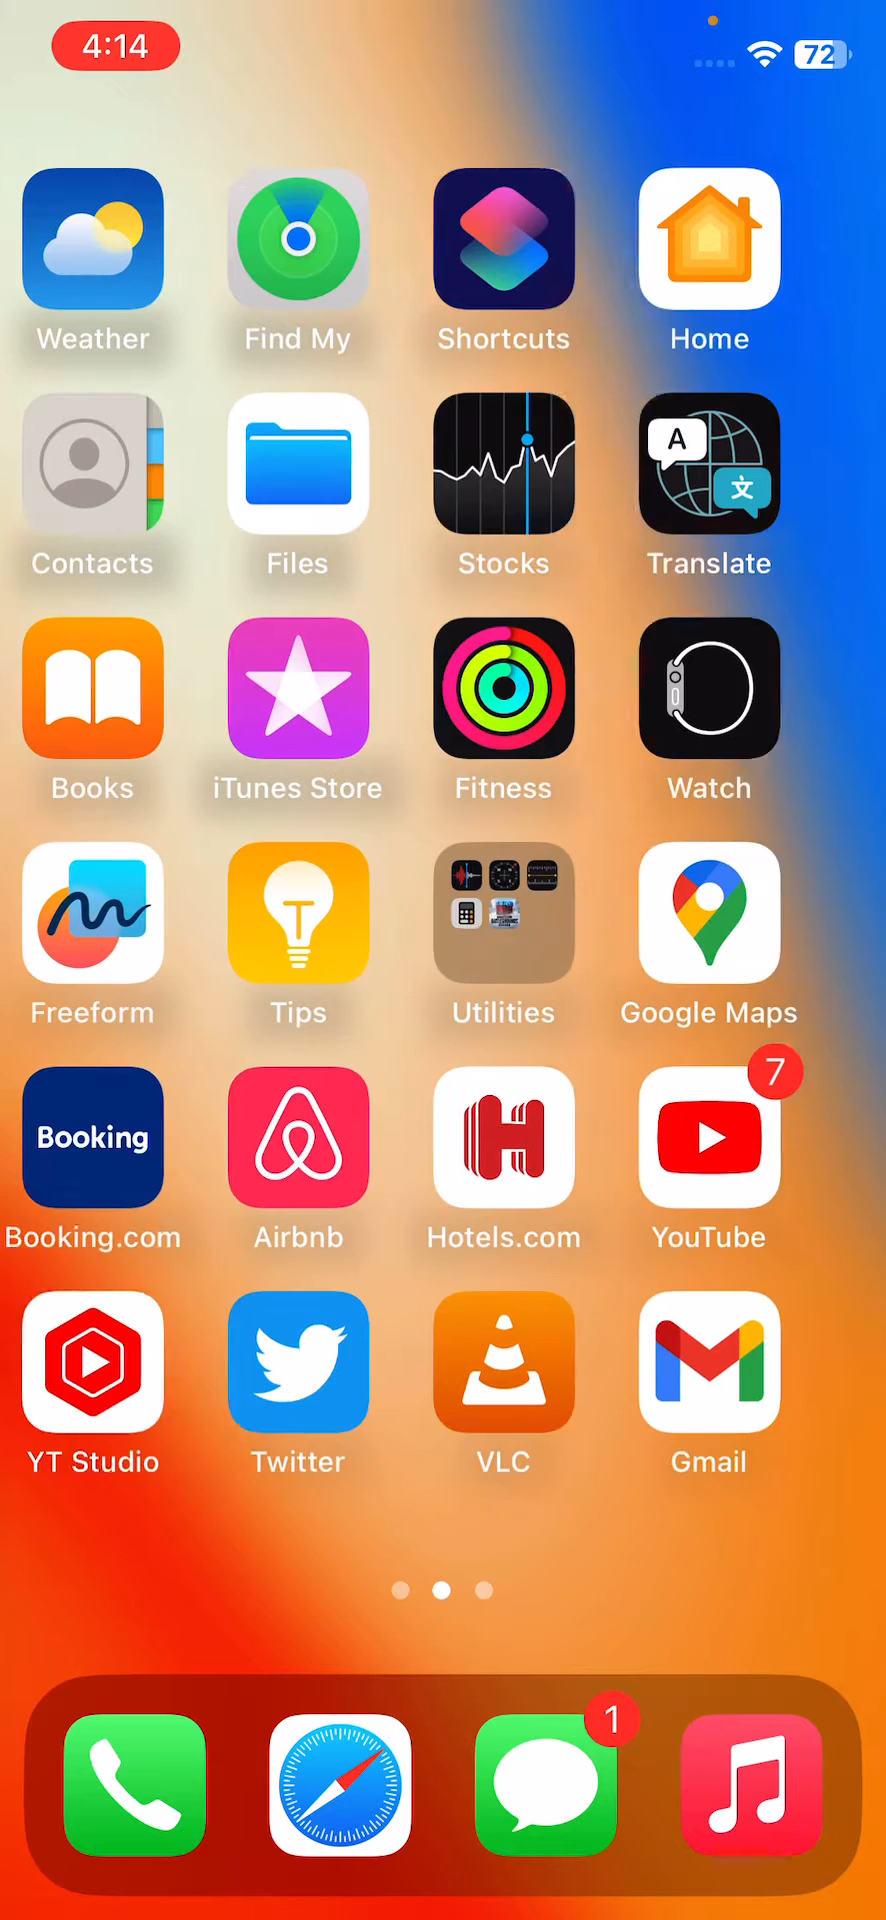 4:14
72
Weather
Find My
Shortcuts
Home
A
文
Contacts
Files
Stocks
Translate
Books
iTunes Store
Fitness
Watch
Freeform
Tips
Utilities
Google Maps
7
Booking
Booking.com
Airbnb
Hotels.com
YouTube
YT Studio
Twitter
VLC
Gmail
1